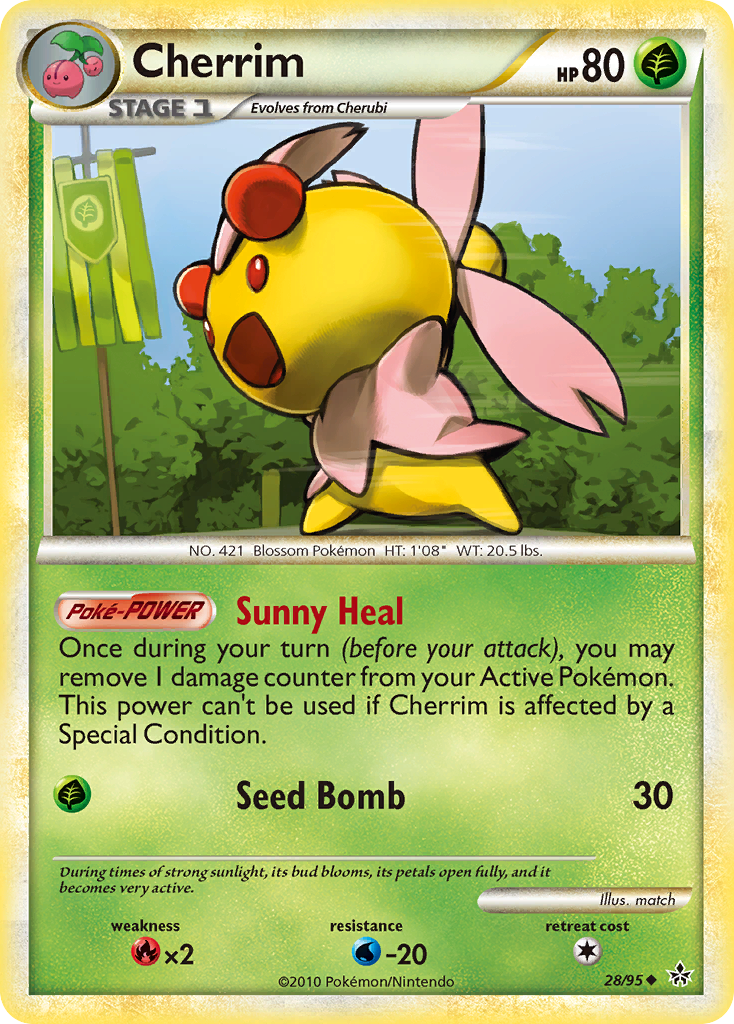 Cherrim
HP 80
STAGE 1
Evolves from Cherubi
NO. 421 Blossom Pokémon HT: 1'08" WT: 20.5 lbs.
Poké-POWER Sunny Heal
Once during your turn (before your attack), you may
remove 1 damage counter from your Active Pokémon.
This power can't be used if Cherrim is affected by a
Special Condition.
Seed Bomb 30
During times of strong sunlight, its bud blooms, its petals open fully, and it
becomes very active.
Illus. match
weakness resistance retreat cost
×2 -20
©2010 Pokémon/Nintendo
28/95